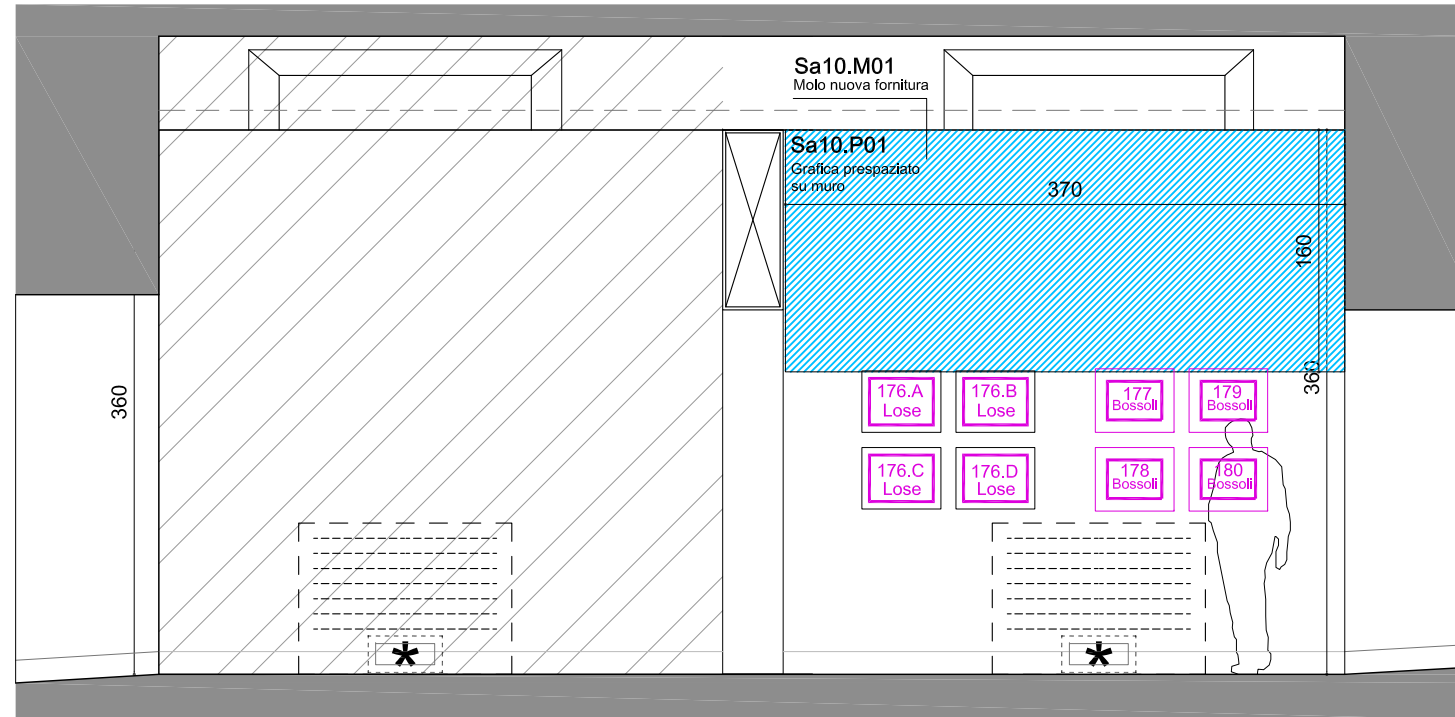 Sa10.M01
Molo nuova fornitura
Sa10.P01
Grafica prespaziato
su muro
370
160
360
360
176.A
Lose
176.B
Lose
177
Bossoli
179
Bossoli
176.C
Lose
176.D
Lose
178
Bossoli
180
Bossoli
*
*